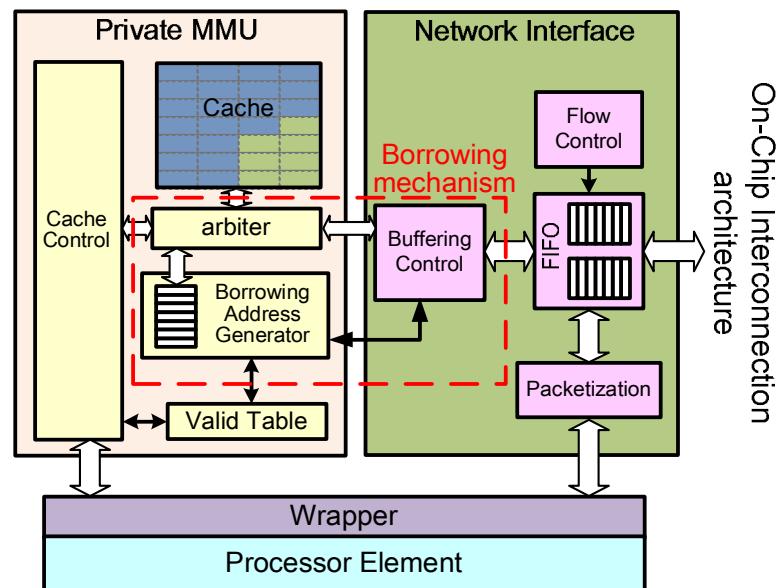 Private MMU
Network Interface
Cache
Flow
Control
Borrowing
mechanism
Cache
Control
arbiter
Buffering
Control
FIFO
Borrowing
Address
Generator
Valid Table
Packetization
On-Chip Interconnection
architecture
Wrapper
Processor Element